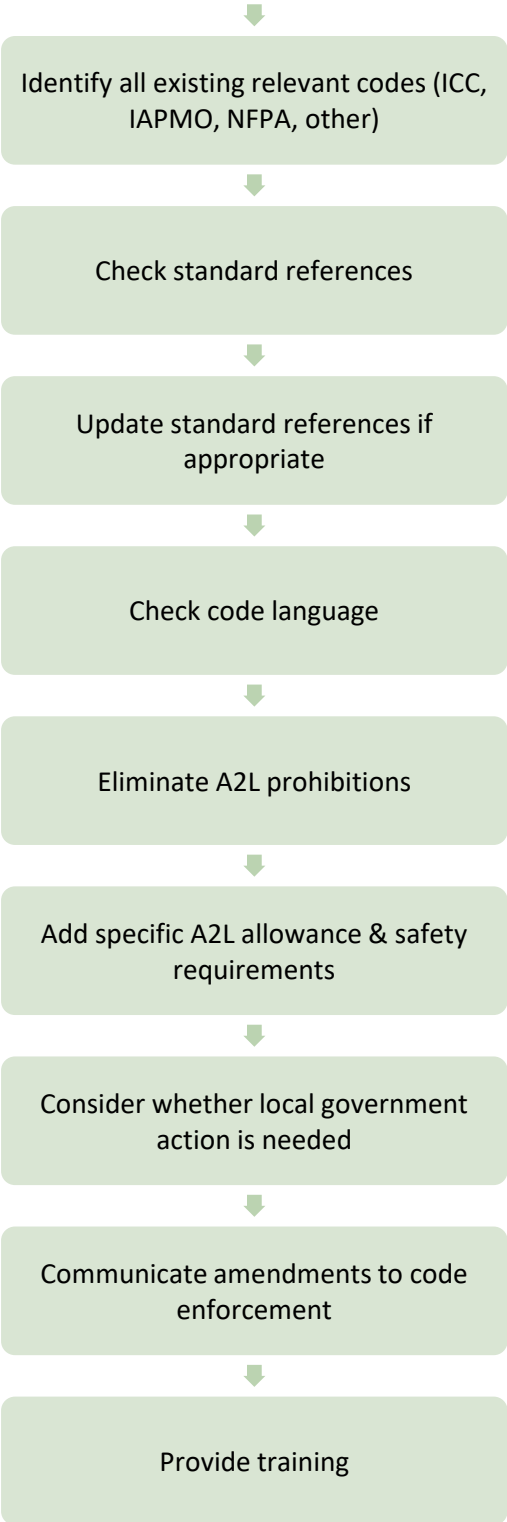 Identify all existing relevant codes (ICC,
IAPMO, NFPA, other)
Check standard references
Update standard references if
appropriate
Check code language
Eliminate A2L prohibitions
Add specific A2L allowance & safety
requirements
Consider whether local government
action is needed
Communicate amendments to code
enforcement
Provide training